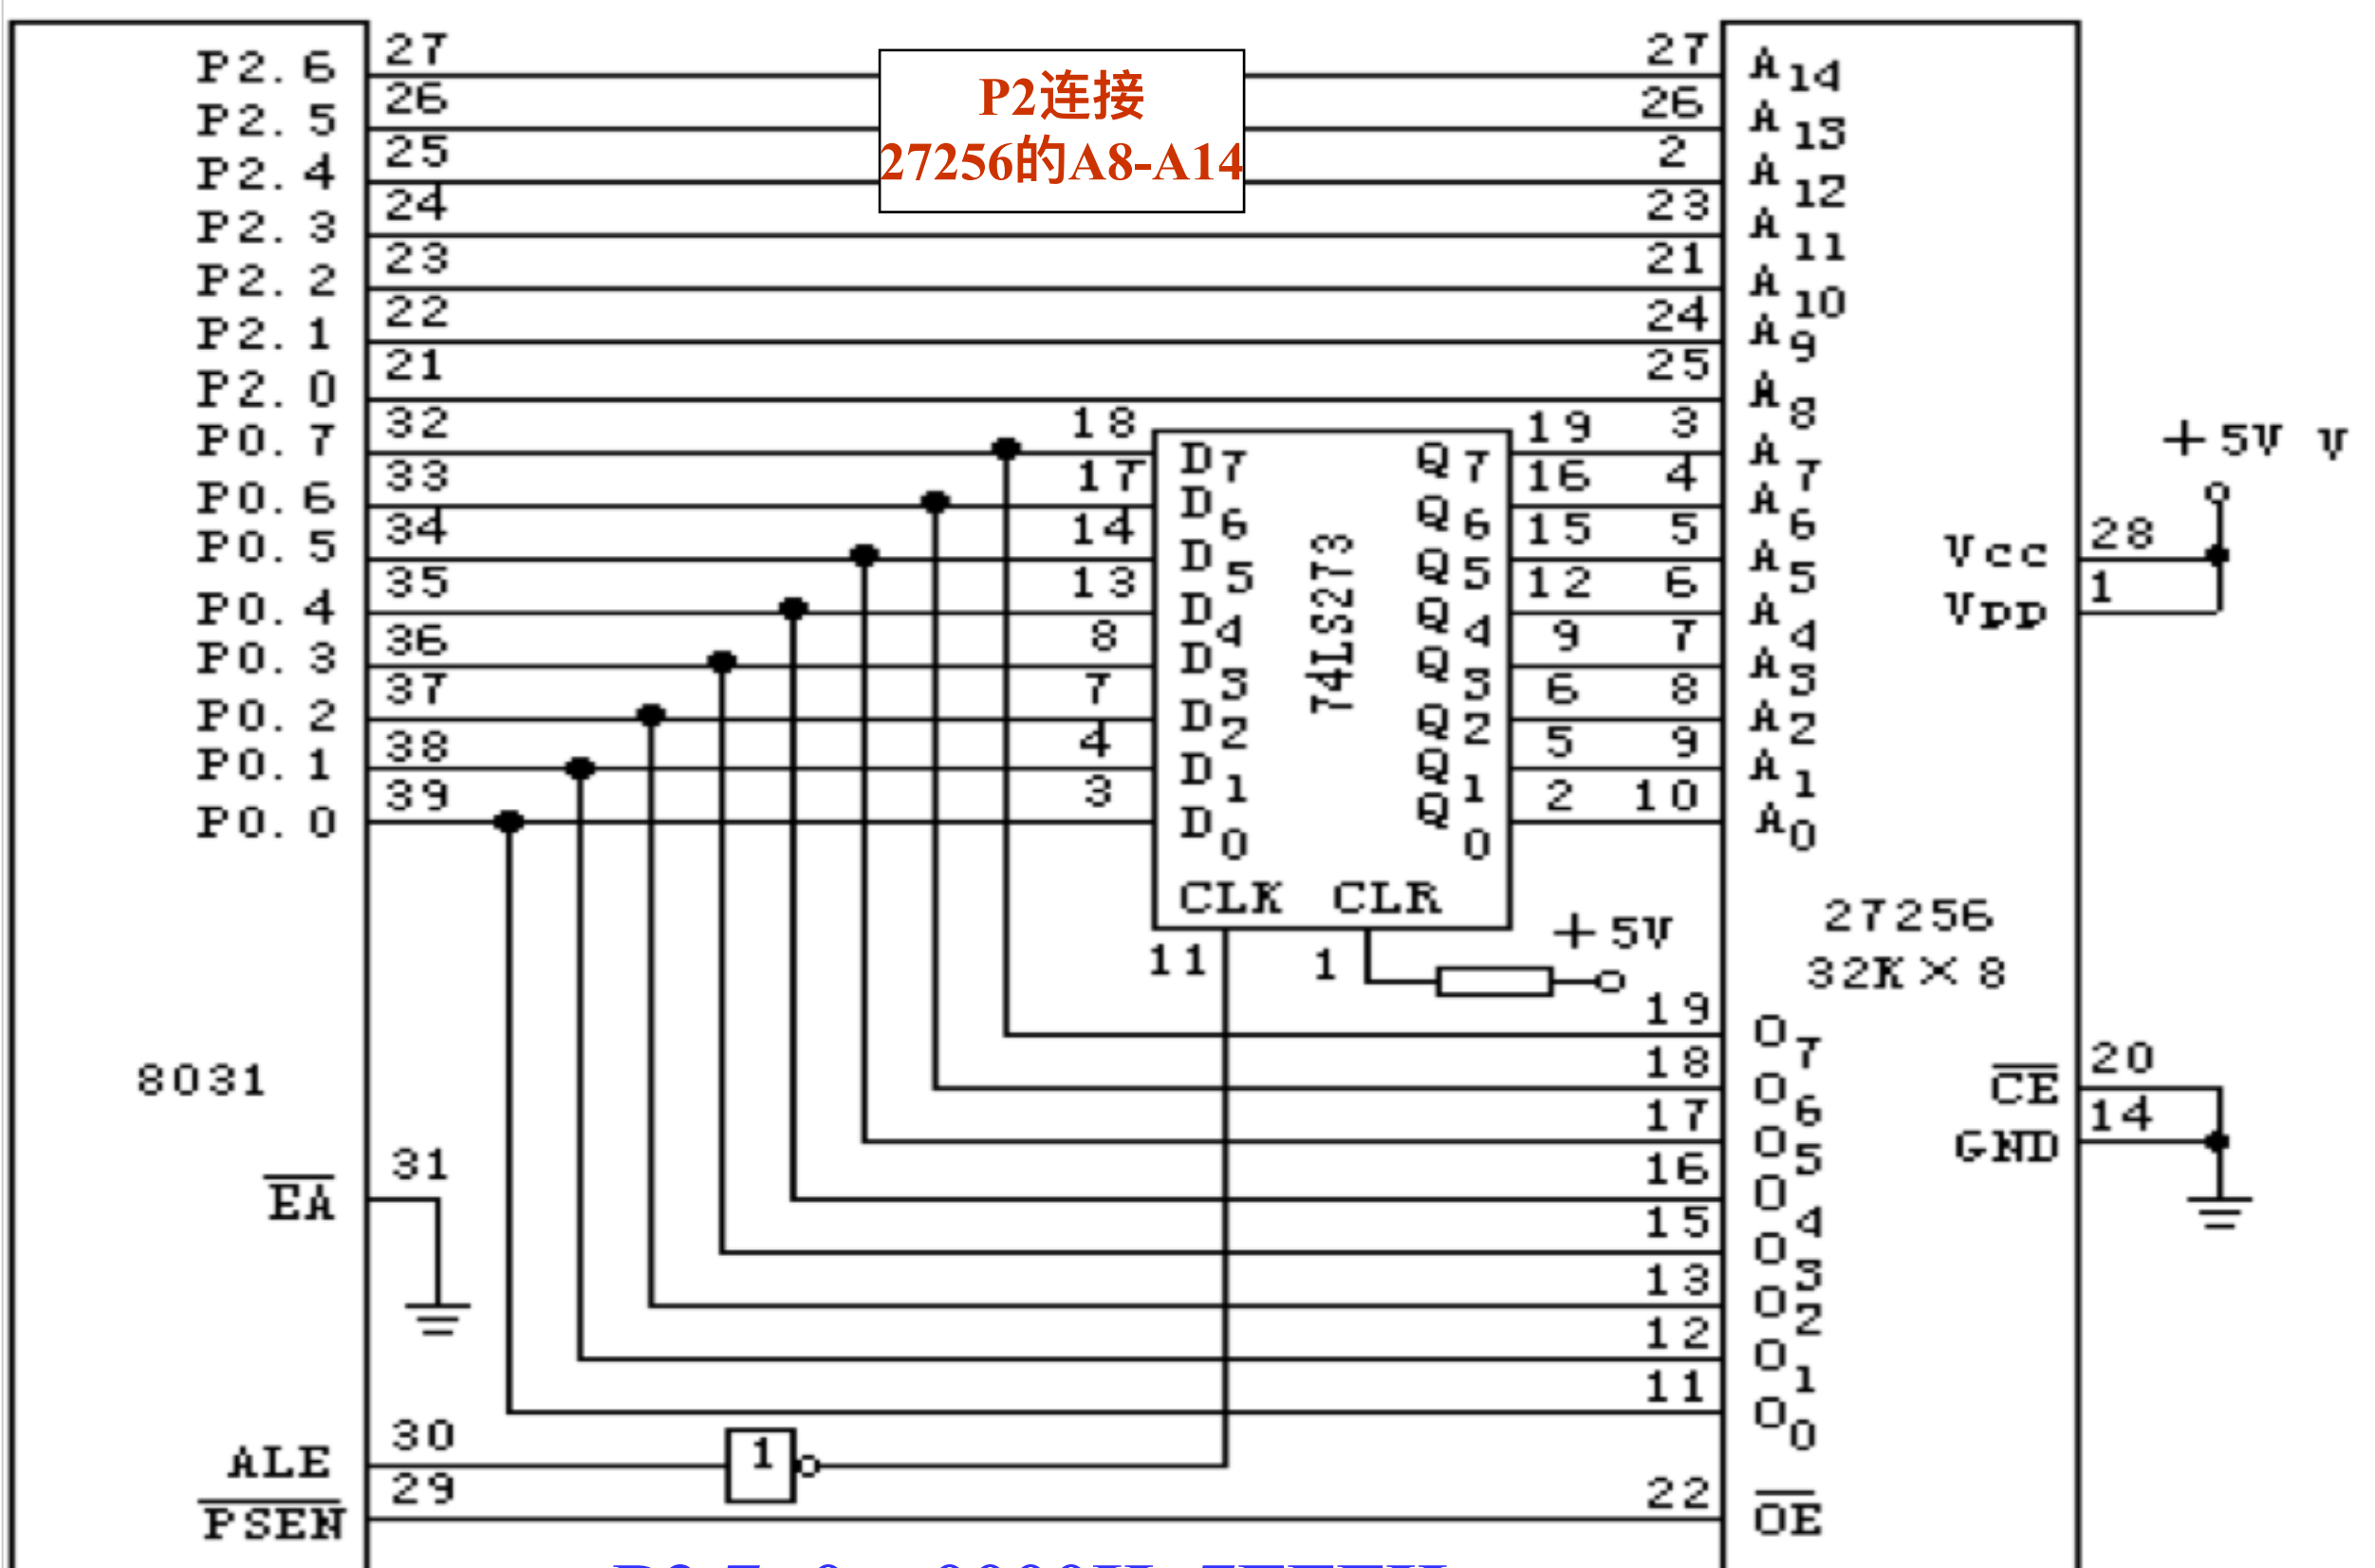 P2.6 27 27 A14
P2连接
27256的A8-A14
P2.5 26 26 A13
P2.4 25 2 A12
P2.3 24 23 A11
P2.2 23 21 A10
P2.1 22 24 A9
P2.0 21 25 A8
P0.7 32 18 D7 Q7 19 3 A7
P0.6 33 17 D6 Q6 16 4 A6
P0.5 34 14 D5 Q5 15 5 A5
P0.4 35 13 D4 Q4 12 6 A4
P0.3 36 8 D3 Q3 9 7 A3
P0.2 37 7 D2 Q2 6 8 A2
P0.1 38 4 D1 Q1 5 9 A1
P0.0 39 3 D0 Q0 2 10 A0
74LS273
CLK CLR
11 1 +5V
+5V V
Vcc 28
VDD 1
27256
32K×8
8031
19 O7
18 O6
17 O5
16 O4
15 O3
13 O2
12 O1
11 O0
CE 20
GND 14
EA 31
ALE 30 1
PSEN 29 22 OE